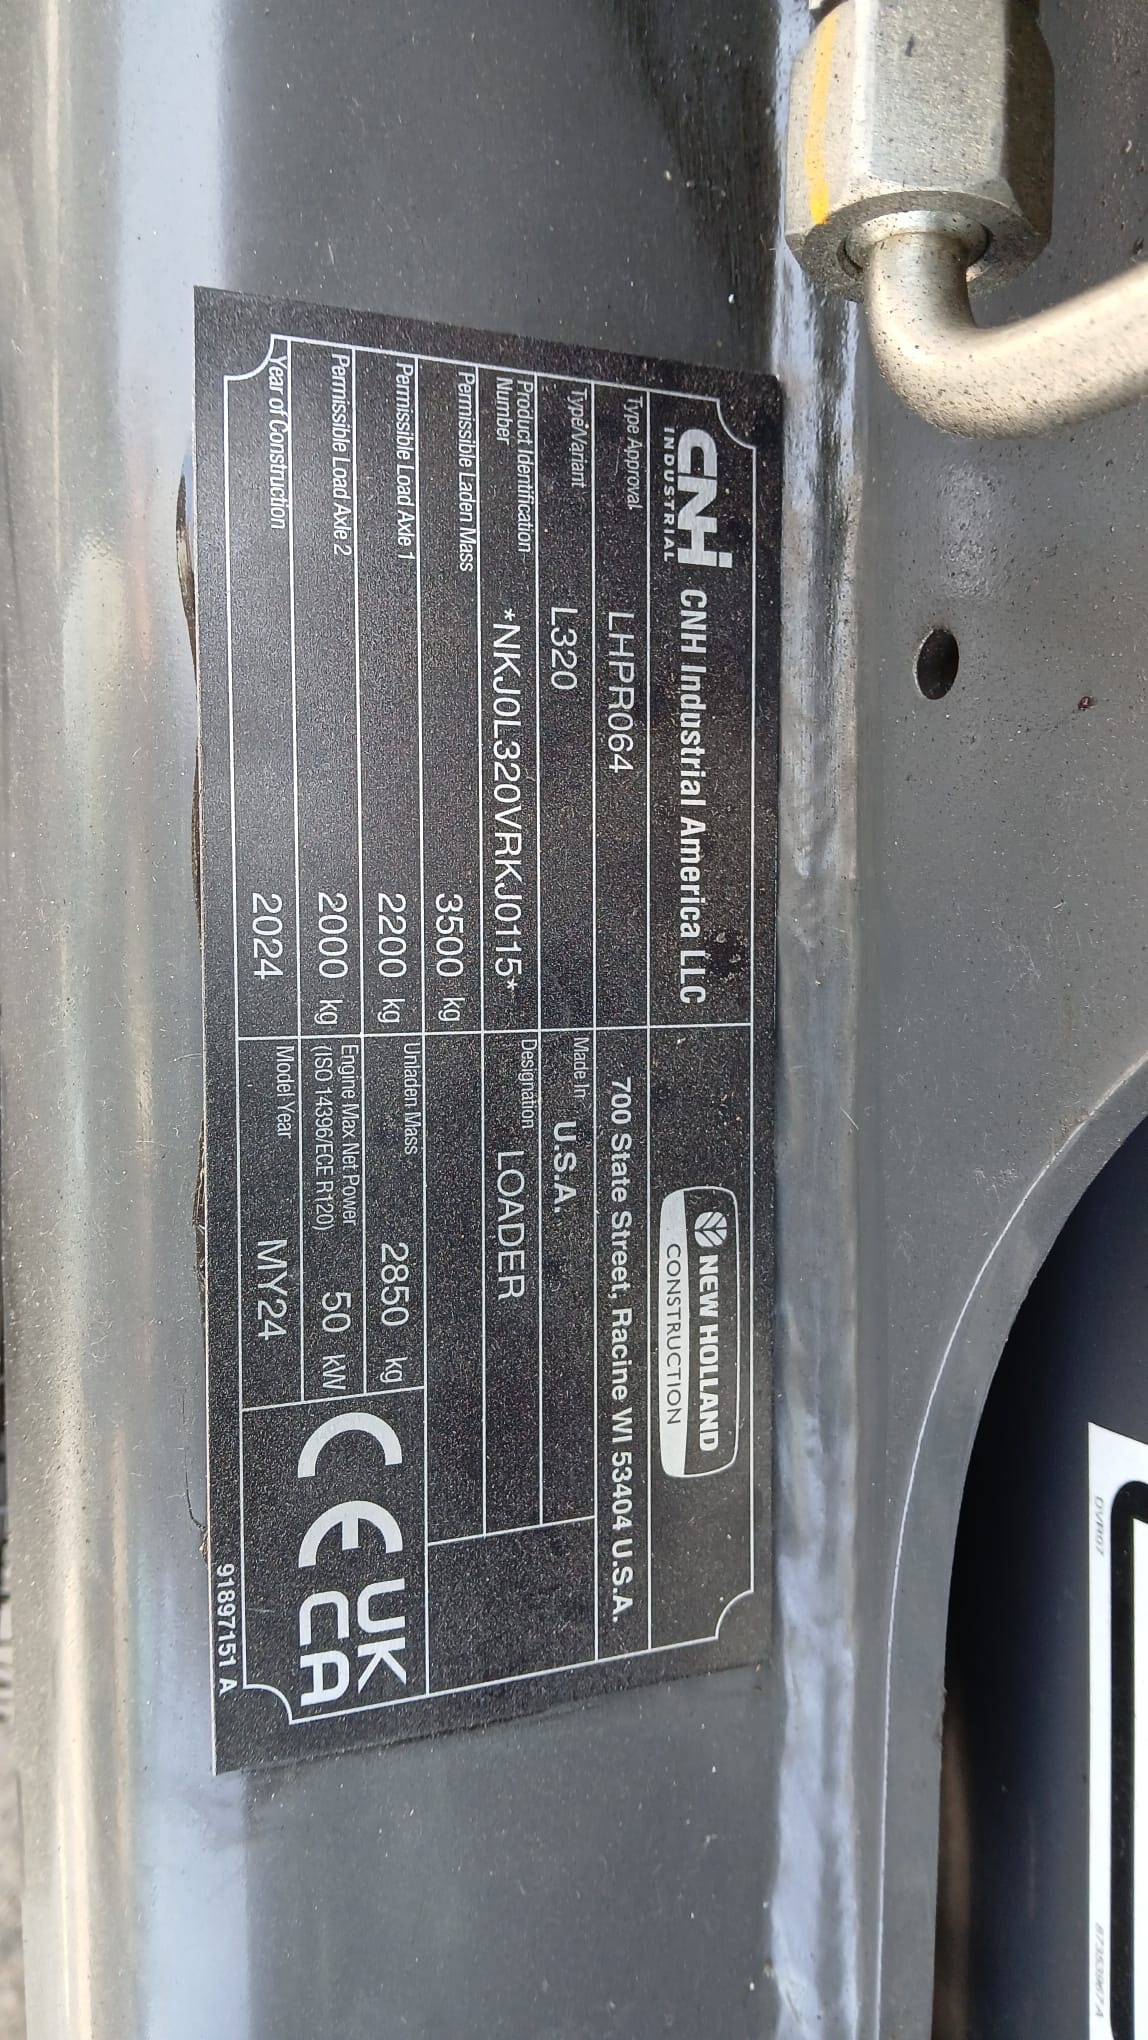 CNH INDUSTRIAL CNH Industrial America LLC
NEW HOLLAND
CONSTRUCTION
700 State Street, Racine WI 53404 U.S.A.
Type Approval LHPR064
Type/Variant L320
Made In U.S.A.
Product Identification Number *NKJ0L320VRKJ0115*
Designation LOADER
Permissible Laden Mass 3500 kg
Permissible Load Axle 1 2200 kg
Unladen Mass 2850 kg
Permissible Load Axle 2 2000 kg
Engine Max Net Power
(ISO 14396/ECE R120) 50 kW
Year of Construction 2024
Model Year MY24
CE
UK
CA
91897151 A